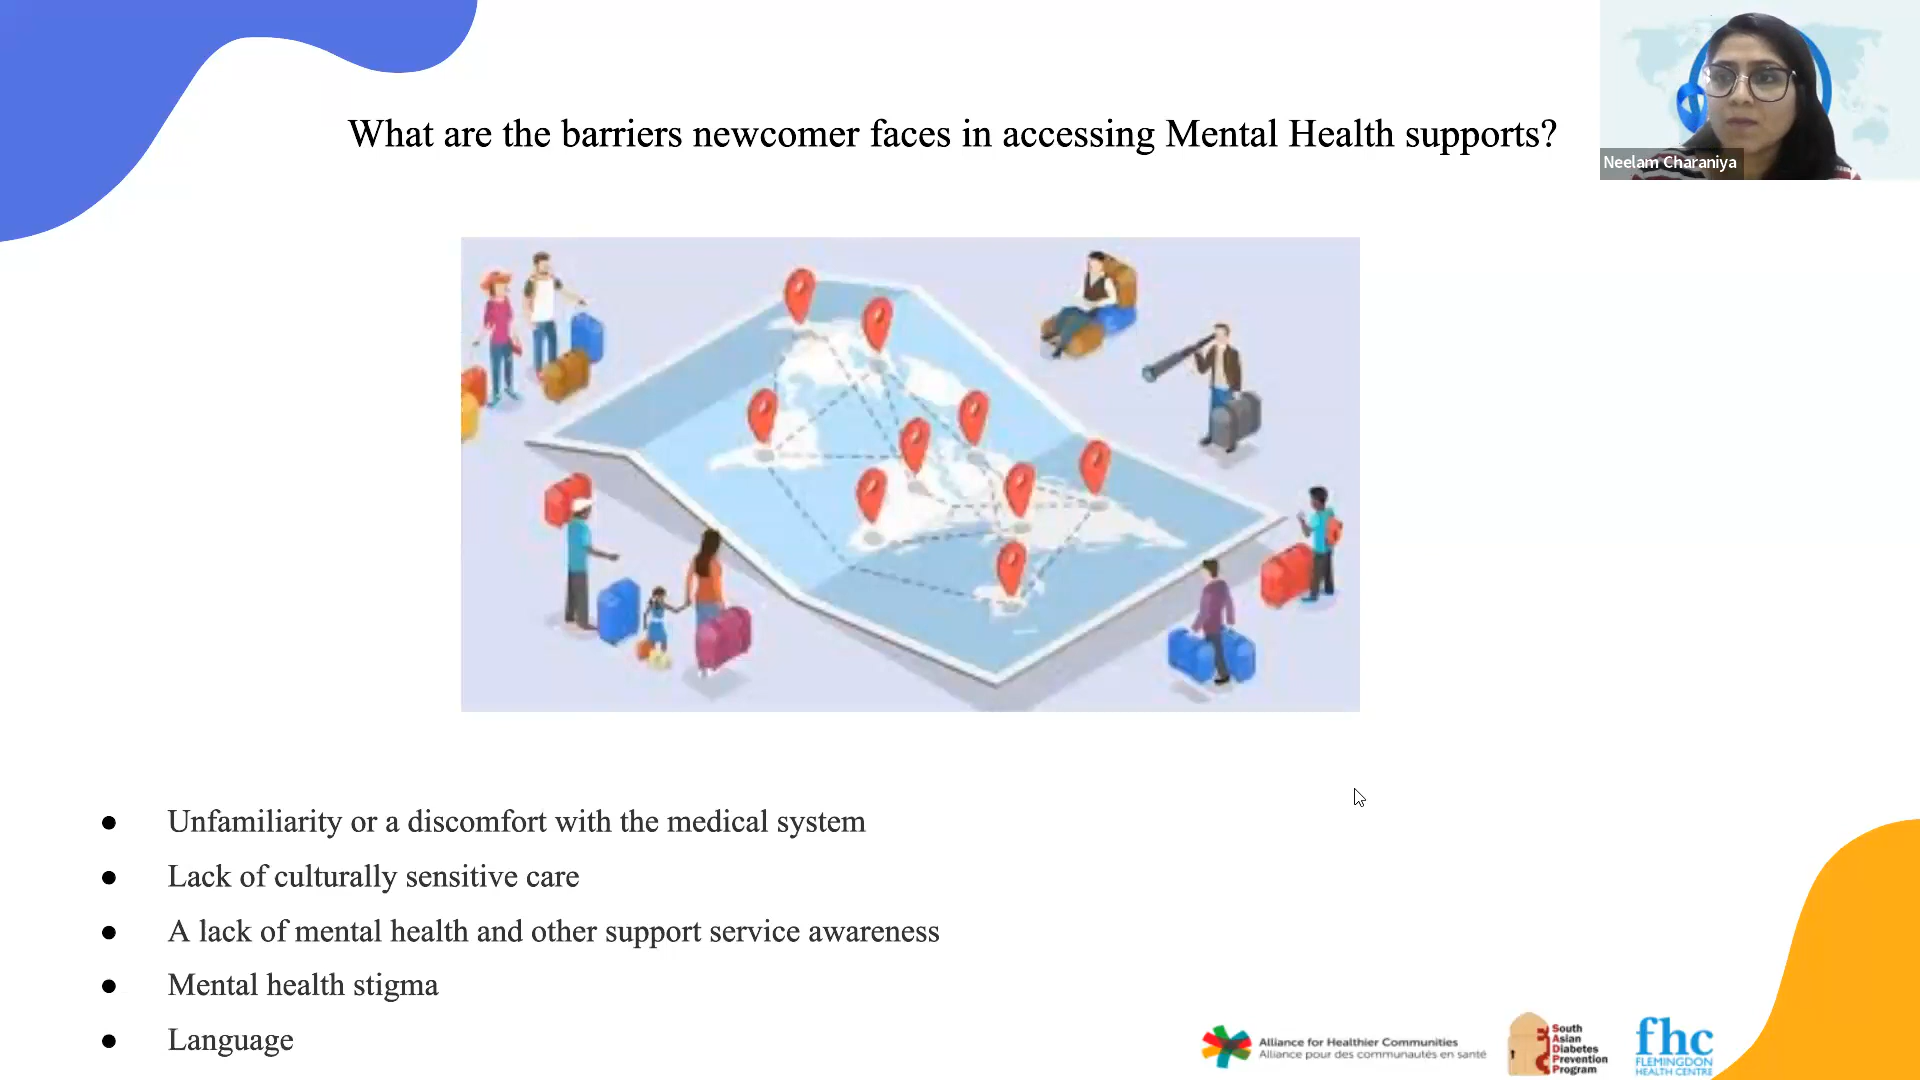 What are the barriers newcomer faces in accessing Mental Health supports?
Neelam Charaniya
● Unfamiliarity or a discomfort with the medical system
● Lack of culturally sensitive care
● A lack of mental health and other support service awareness
● Mental health stigma
● Language
Alliance for Healthier Communities
Alliance pour des communautés en santé
South
Asian
Diabetes
Prevention
Program
fhc
FLEMINGDON
HEALTH CENTRE